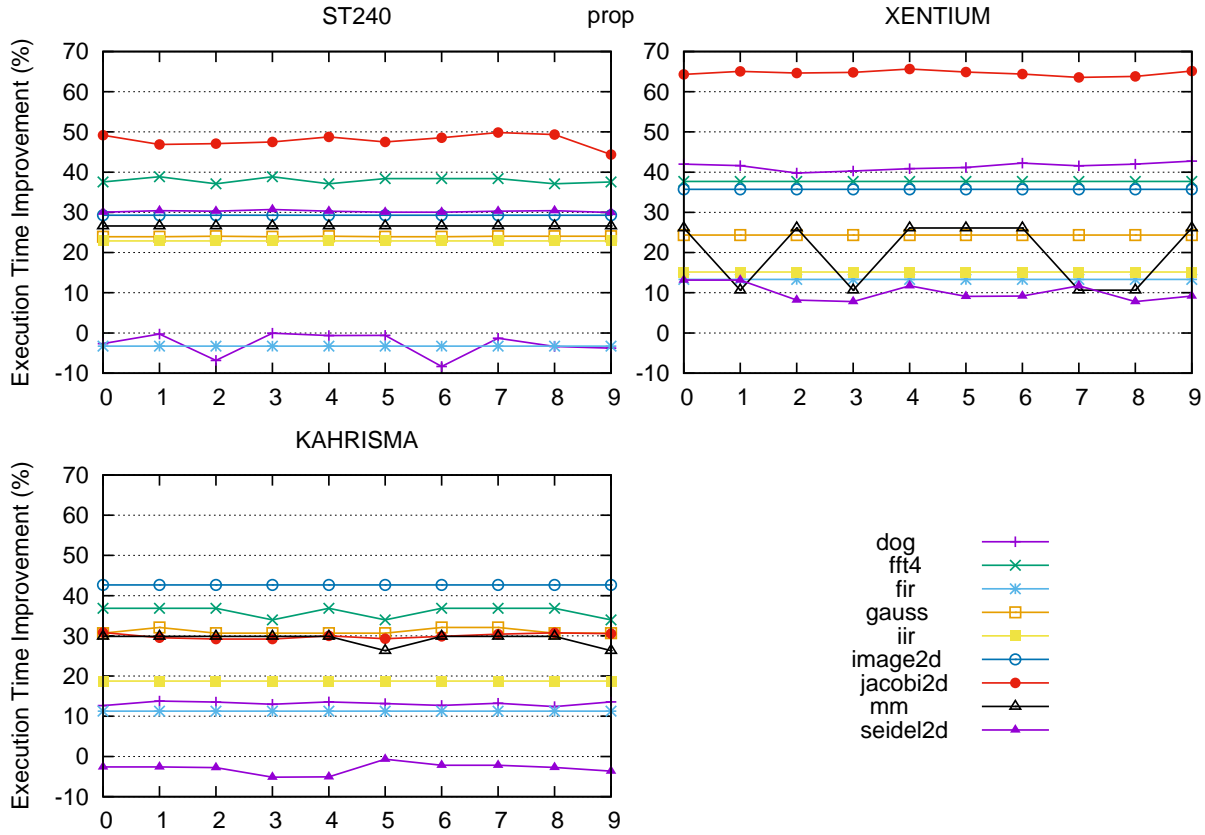 ST240 prop XENTIUM
Execution Time Improvement (%)
70
60
50
40
30
20
10
0
-10
0 1 2 3 4 5 6 7 8 9
70
60
50
40
30
20
10
0
-10
0 1 2 3 4 5 6 7 8 9
KAHRISMA
Execution Time Improvement (%)
70
60
50
40
30
20
10
0
-10
0 1 2 3 4 5 6 7 8 9
dog
fft4
fir
gauss
iir
image2d
jacobi2d
mm
seidel2d